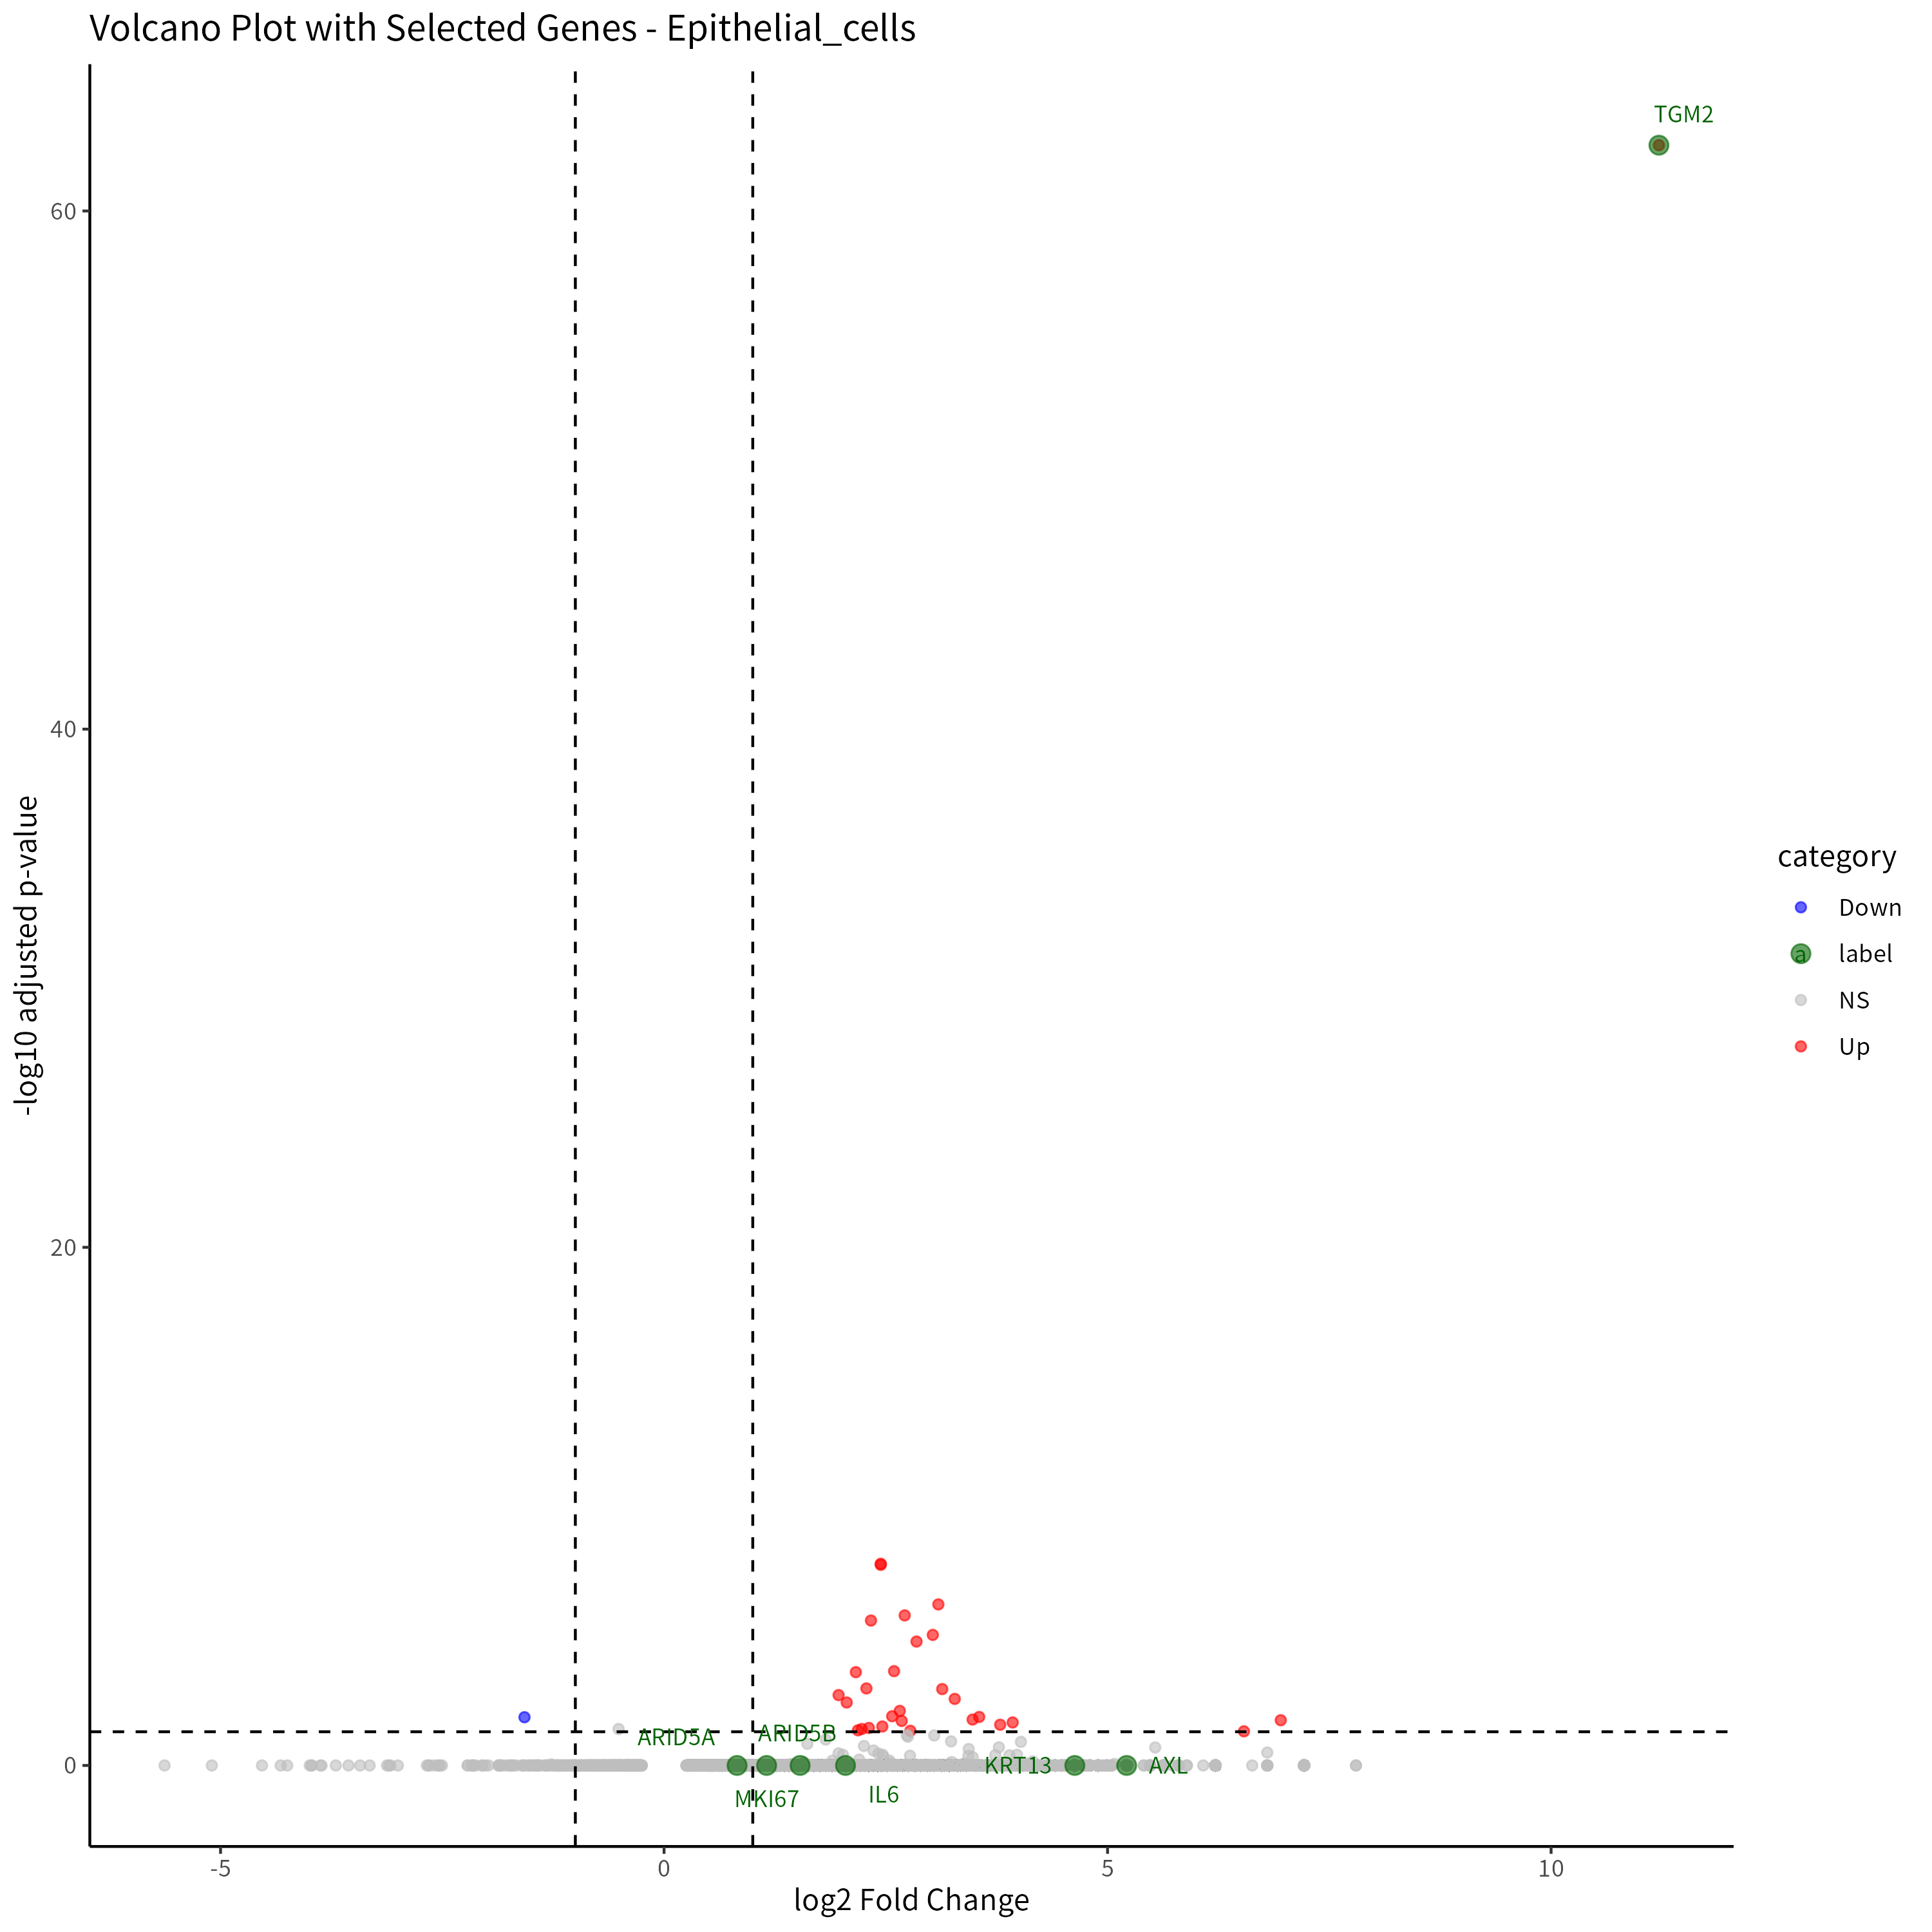 Volcano Plot with Selected Genes - Epithelial_cells
TGM2
60
40
20
0
-log10 adjusted p-value
category
Down
a label
NS
Up
ARID5A
ARID5B
KRT13
AXL
MKI67
IL6
-5
0
5
10
log2 Fold Change